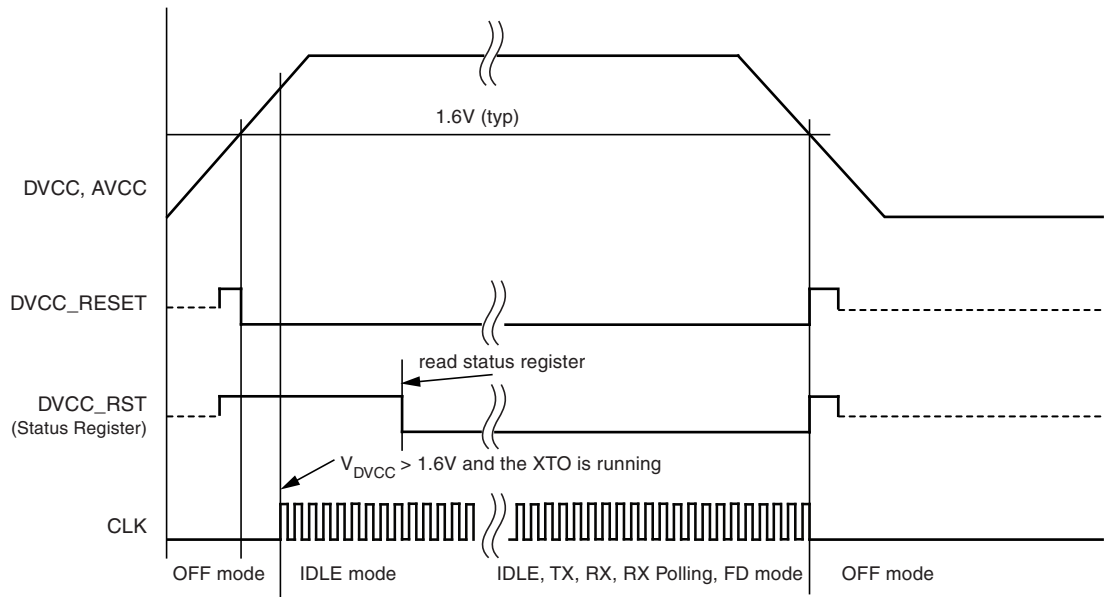 1.6V (typ)
DVCC, AVCC
DVCC_RESET
read status register
DVCC_RST
(Status Register)
VDVCC > 1.6V and the XTO is running
CLK
OFF mode
IDLE mode
IDLE, TX, RX, RX Polling, FD mode
OFF mode